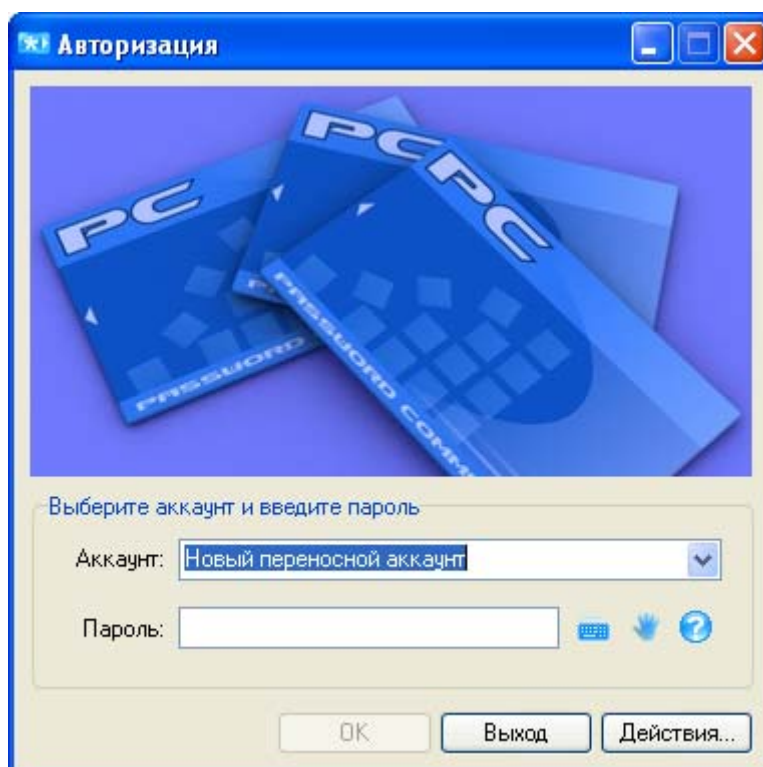 Авторизация
PC
PC
PC
PASSWORD
PA
PASSWORD COMM
Выберите аккаунт и введите пароль
Аккаунт: Новый переносной аккаунт
Пароль:
OK Выход Действия...